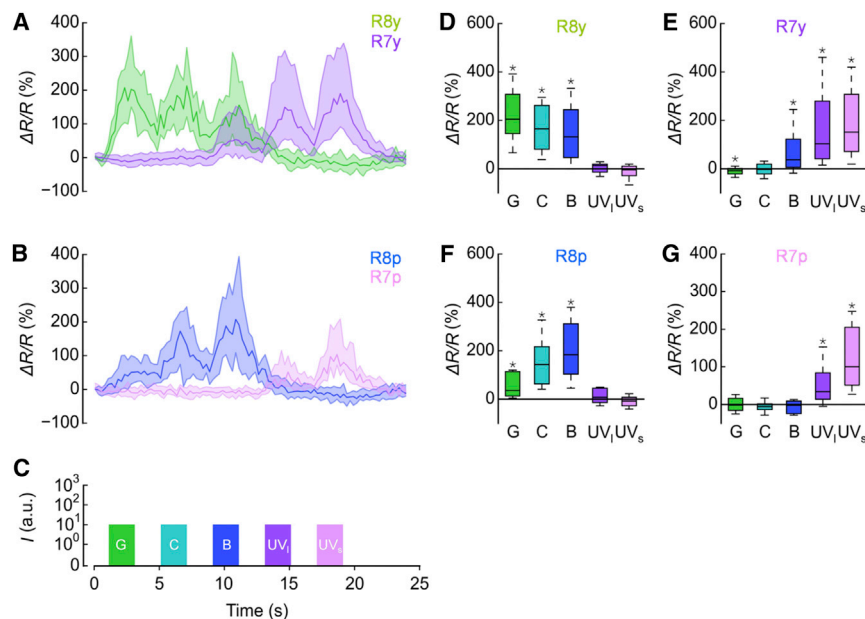 A
ΔR/R (%)
400
300
200
100
0
−100
R8y
R7y
B
ΔR/R (%)
400
300
200
100
0
−100
R8p
R7p
C
I (a.u.)
10³
10²
10¹
10⁰
0
G C B UVₗ UVₛ
0 5 10 15 20 25
Time (s)
D
R8y
ΔR/R (%)
600
400
200
0
* * *
G C B UVₗ UVₛ
E
R7y
ΔR/R (%)
600
400
200
0
* * * *
G C B UVₗ UVₛ
F
R8p
ΔR/R (%)
600
400
200
0
* * *
G C B UVₗ UVₛ
G
R7p
ΔR/R (%)
400
300
200
100
0
* *
G C B UVₗ UVₛ